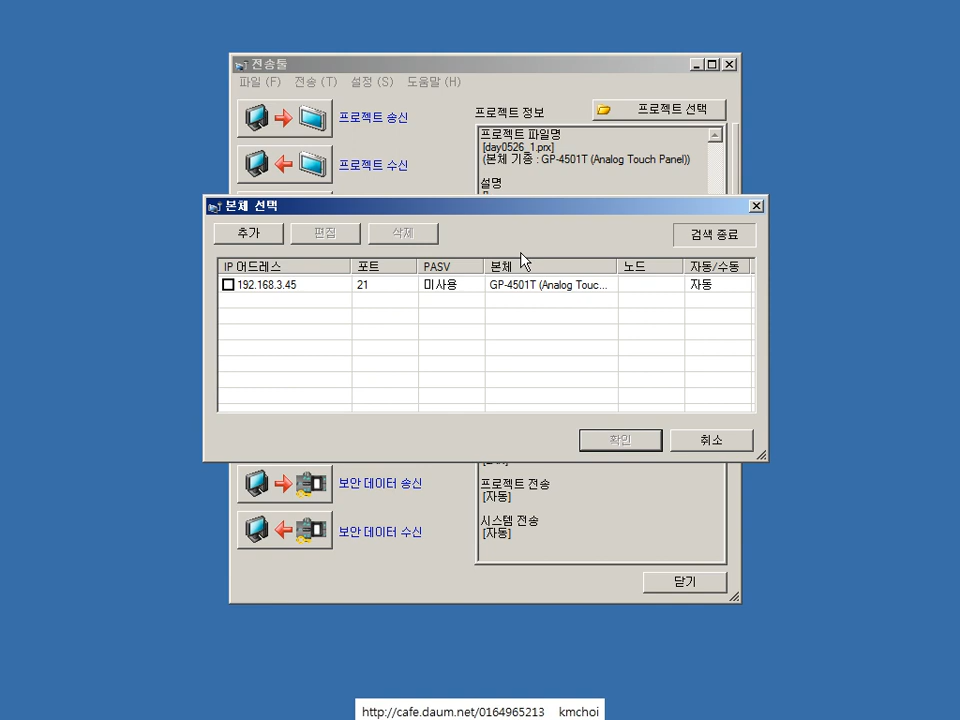 전송툴
파일 (F) 전송 (T) 설정 (S) 도움말 (H)
프로젝트 송신
프로젝트 수신
프로젝트 정보
프로젝트 선택
프로젝트 파일명
[day0526_1.prx]
(본체 기종 : GP-4501T (Analog Touch Panel))
설명
본체 선택
추가 편집 삭제 검색 종료
IP 어드레스 포트 PASV 본체 노드 자동/수동
192.168.3.45 21 미사용 GP-4501T (Analog Touc... 자동
확인 취소
보안 데이터 송신
보안 데이터 수신
프로젝트 전송
[자동]
시스템 전송
[자동]
닫기
http://cafe.daum.net/0164965213 kmchoi